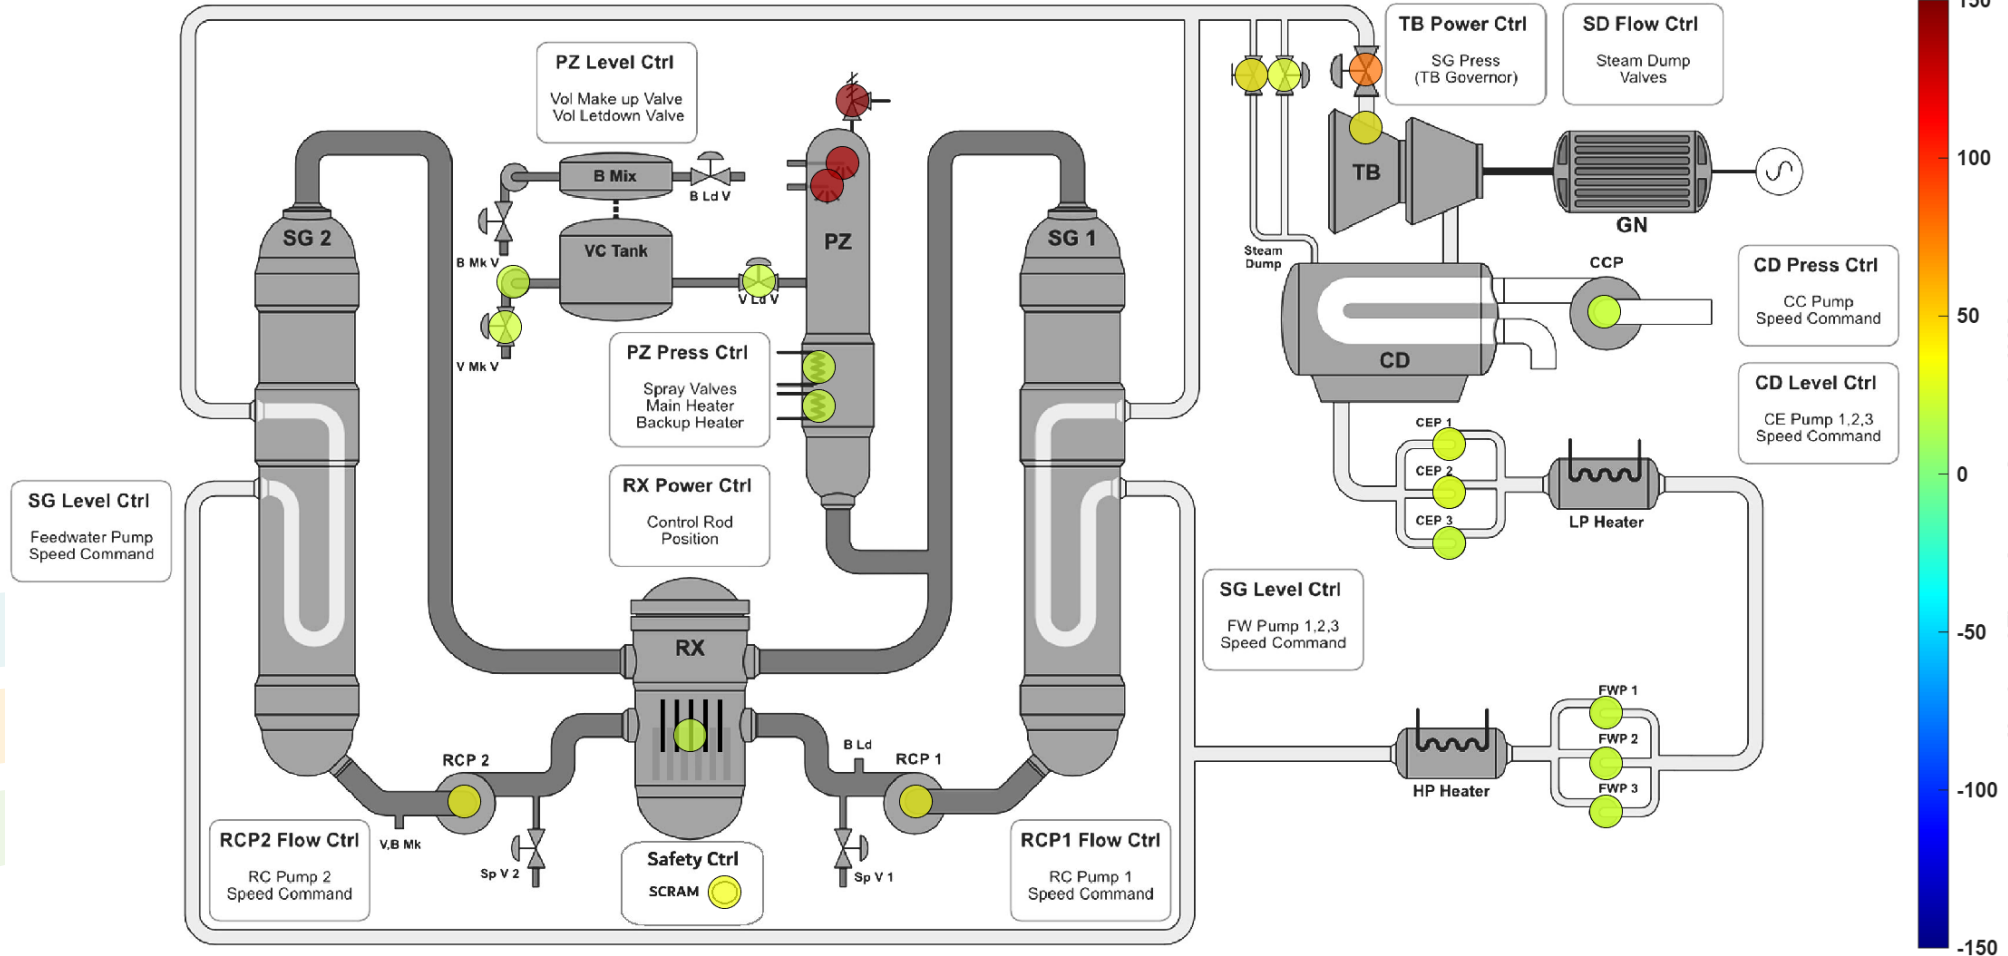 TB Power Ctrl
SG Press
(TB Governor)
SD Flow Ctrl
Steam Dump
Valves
150
PZ Level Ctrl
Vol Make up Valve
Vol Letdown Valve
B Mix
B Ld V
SG 2
B Mk V
VC Tank
V Ld V
V Mk V
PZ
SG 1
Steam
Dump
TB
GN
100
CCP
CD
CD Press Ctrl
CC Pump
Speed Command
50
PZ Press Ctrl
Spray Valves
Main Heater
Backup Heater
CD Level Ctrl
CE Pump 1,2,3
Speed Command
CEP 1
CEP 2
CEP 3
LP Heater
0
SG Level Ctrl
Feedwater Pump
Speed Command
RX Power Ctrl
Control Rod
Position
SG Level Ctrl
FW Pump 1,2,3
Speed Command
-50
RX
FWP 1
FWP 2
FWP 3
HP Heater
-100
RCP 2
B Ld
RCP 1
RCP2 Flow Ctrl
RC Pump 2
Speed Command
V,B Mk
Sp V 2
Safety Ctrl
SCRAM
Sp V 1
RCP1 Flow Ctrl
RC Pump 1
Speed Command
-150